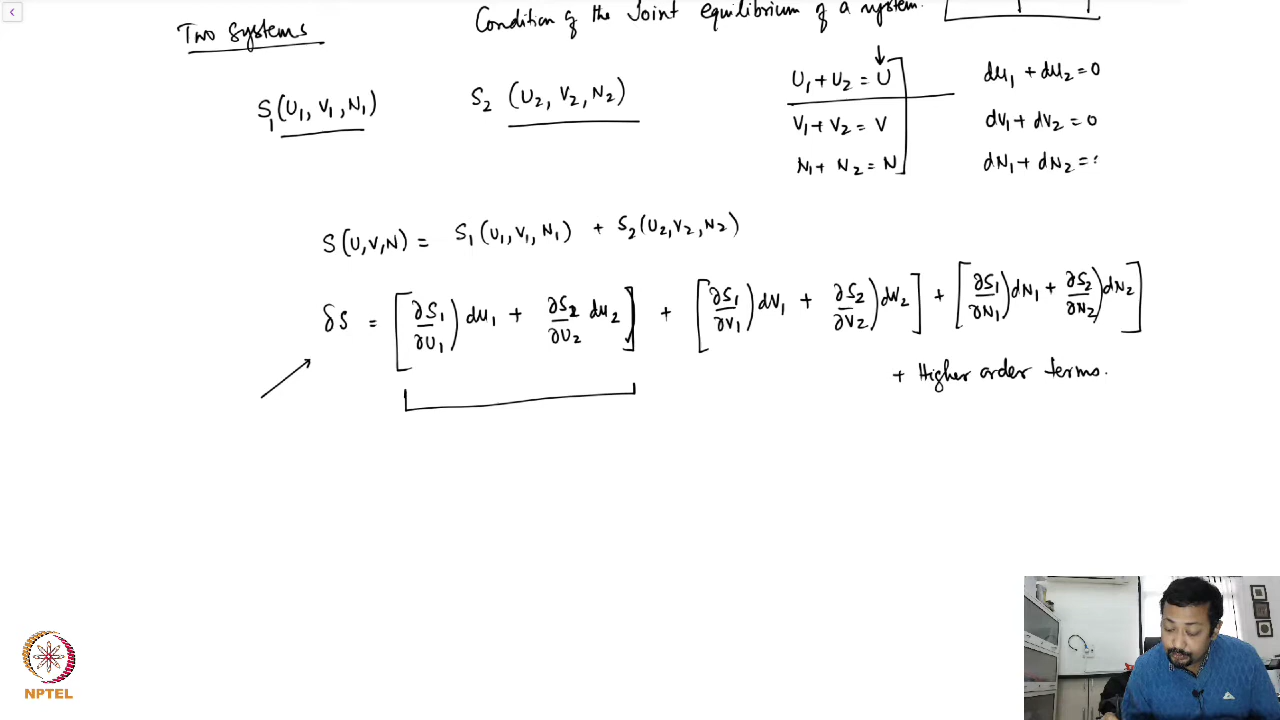 Condition of the Joint equilibrium of a system.
Two Systems
S₁(U₁, V₁, N₁) S₂ (U₂, V₂, N₂)
U₁ + U₂ = U dU₁ + dU₂ = 0
V₁ + V₂ = V dV₁ + dV₂ = 0
N₁ + N₂ = N dN₁ + dN₂ =
S(U,V,N) = S₁(U₁,V₁,N₁) + S₂(U₂,V₂,N₂)
δS = [∂S₁/∂U₁) dU₁ + ∂S₂/∂U₂ dU₂] + [∂S₁/∂V₁) dV₁ + ∂S₂/∂V₂) dV₂] + [∂S₁/∂N₁) dN₁ + ∂S₂/∂N₂) dN₂]
+ Higher order terms.
NPTEL